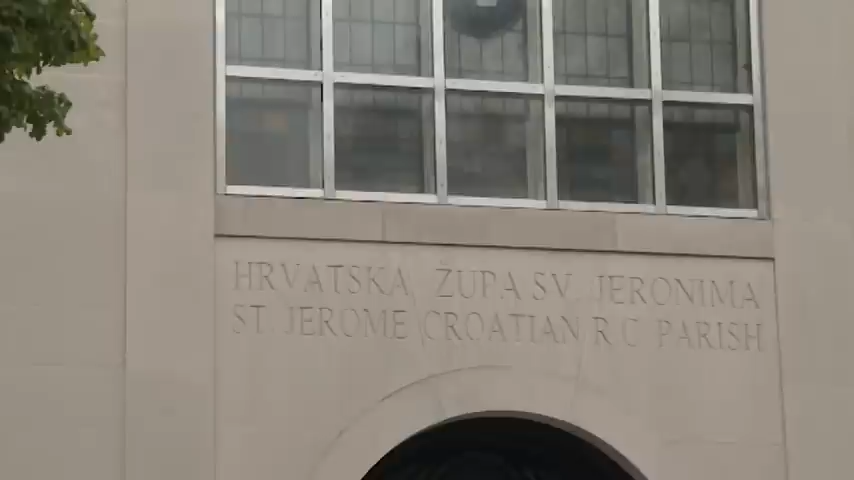 HRVATSKA ŽUPA SV. JERONIMA
ST. JEROME CROATIAN R.C. PARISH